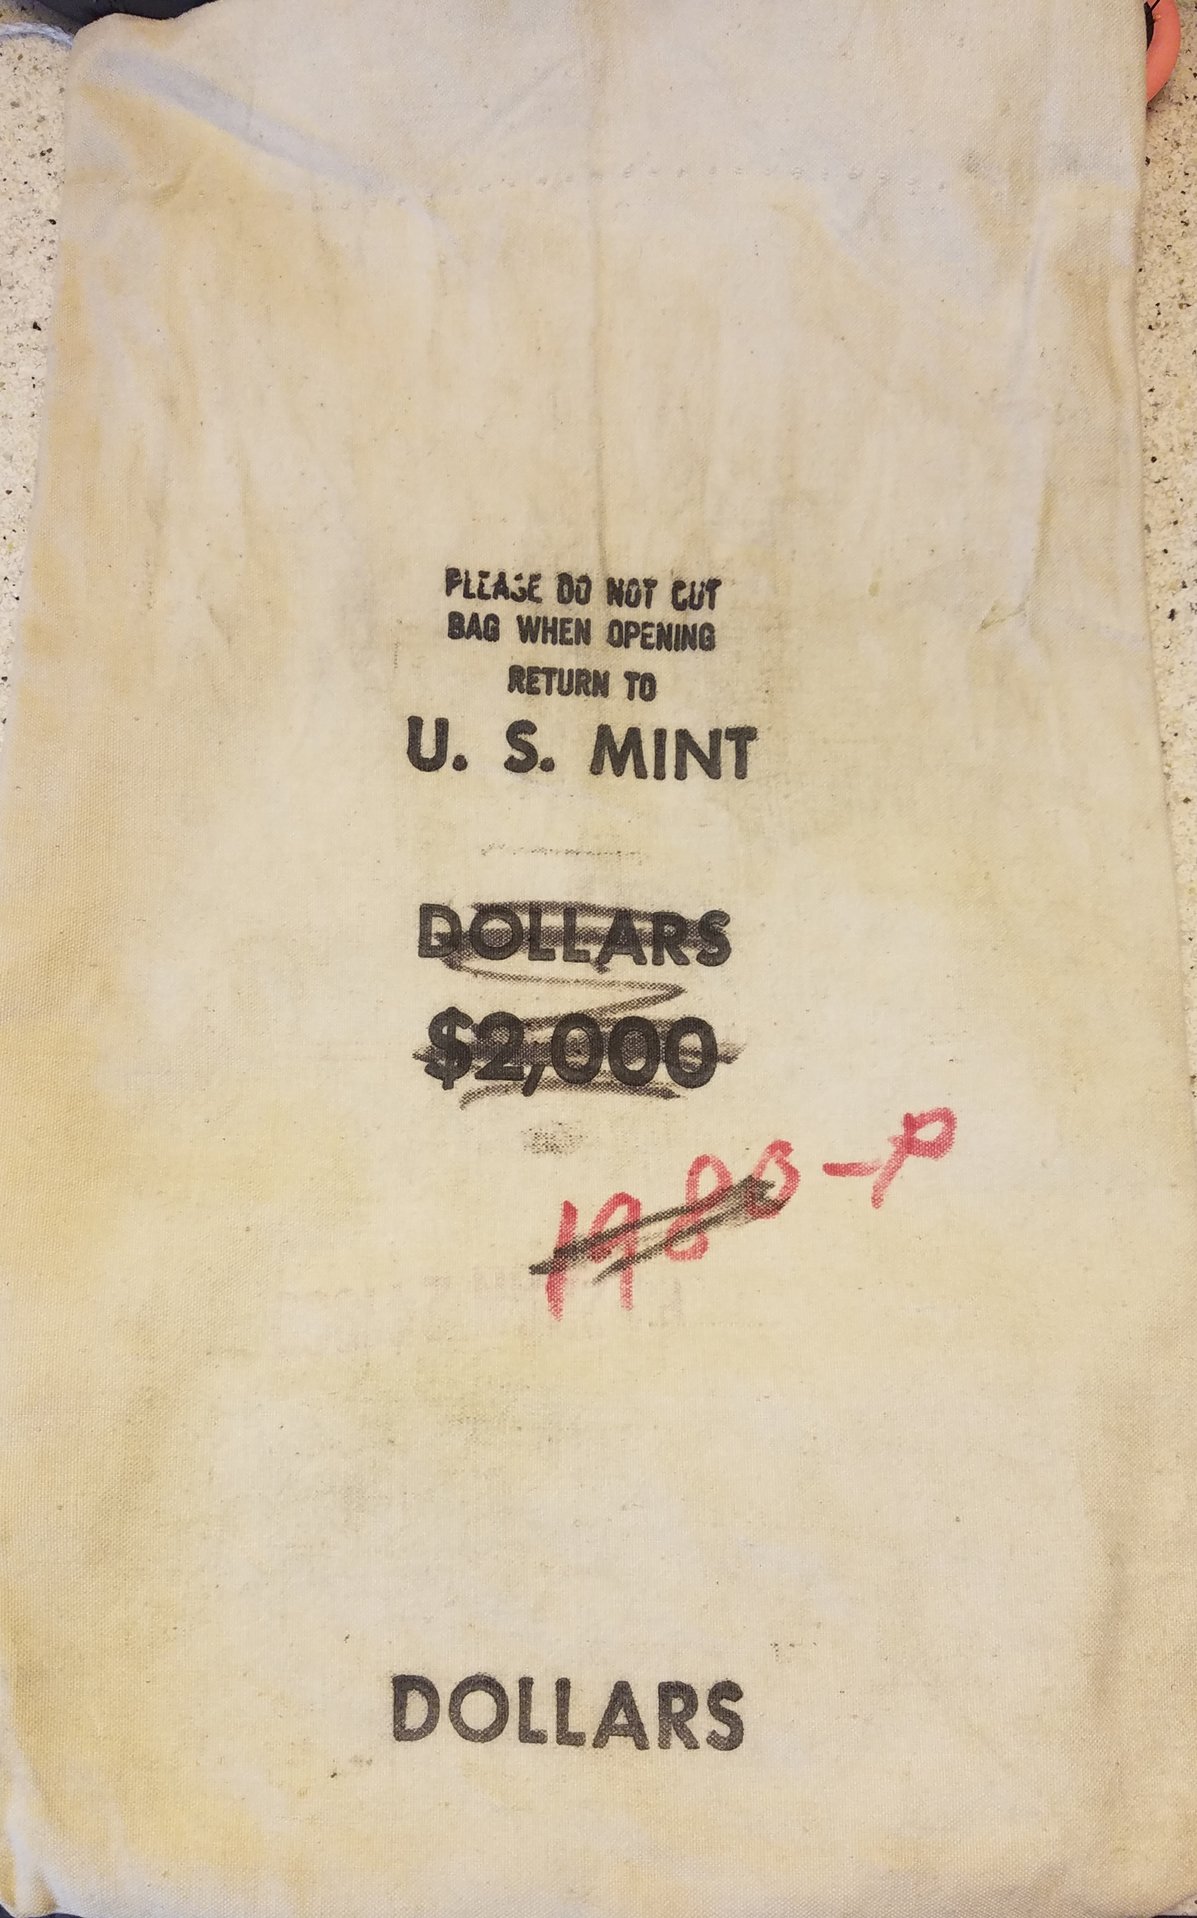 PLEASE DO NOT CUT
BAG WHEN OPENING
RETURN TO
U. S. MINT
DOLLARS
$2,000
1980-P
DOLLARS